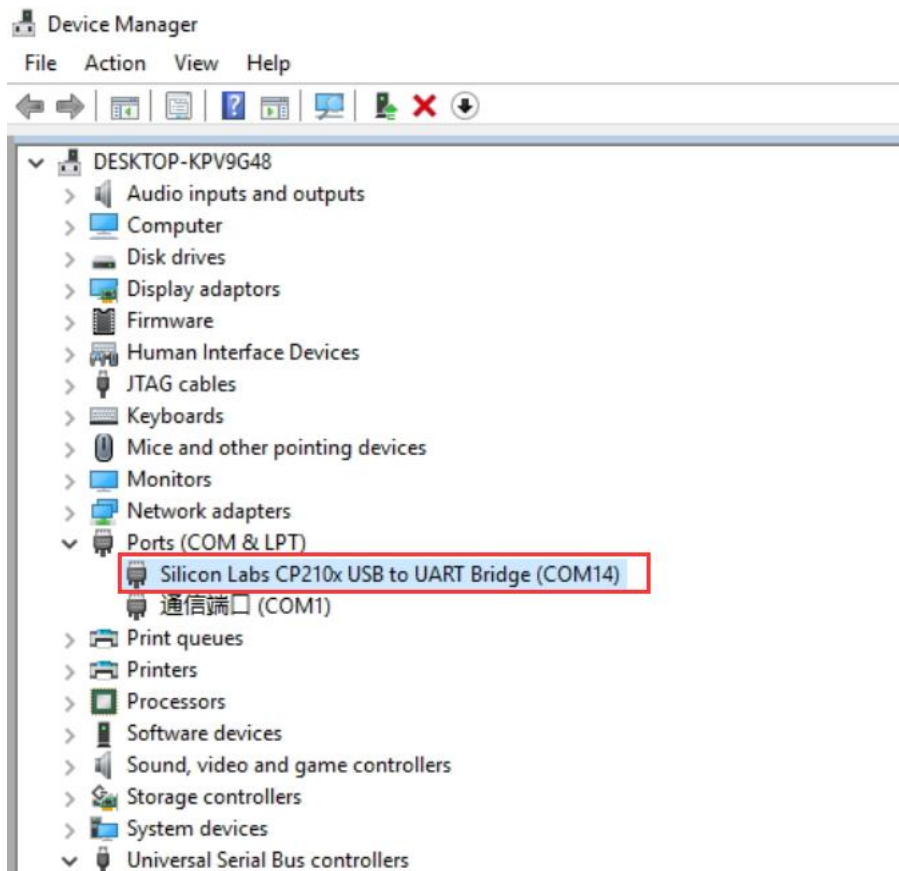 Device Manager
File Action View Help
DESKTOP-KPV9G48
Audio inputs and outputs
Computer
Disk drives
Display adaptors
Firmware
Human Interface Devices
JTAG cables
Keyboards
Mice and other pointing devices
Monitors
Network adapters
Ports (COM & LPT)
Silicon Labs CP210x USB to UART Bridge (COM14)
通信端口 (COM1)
Print queues
Printers
Processors
Software devices
Sound, video and game controllers
Storage controllers
System devices
Universal Serial Bus controllers